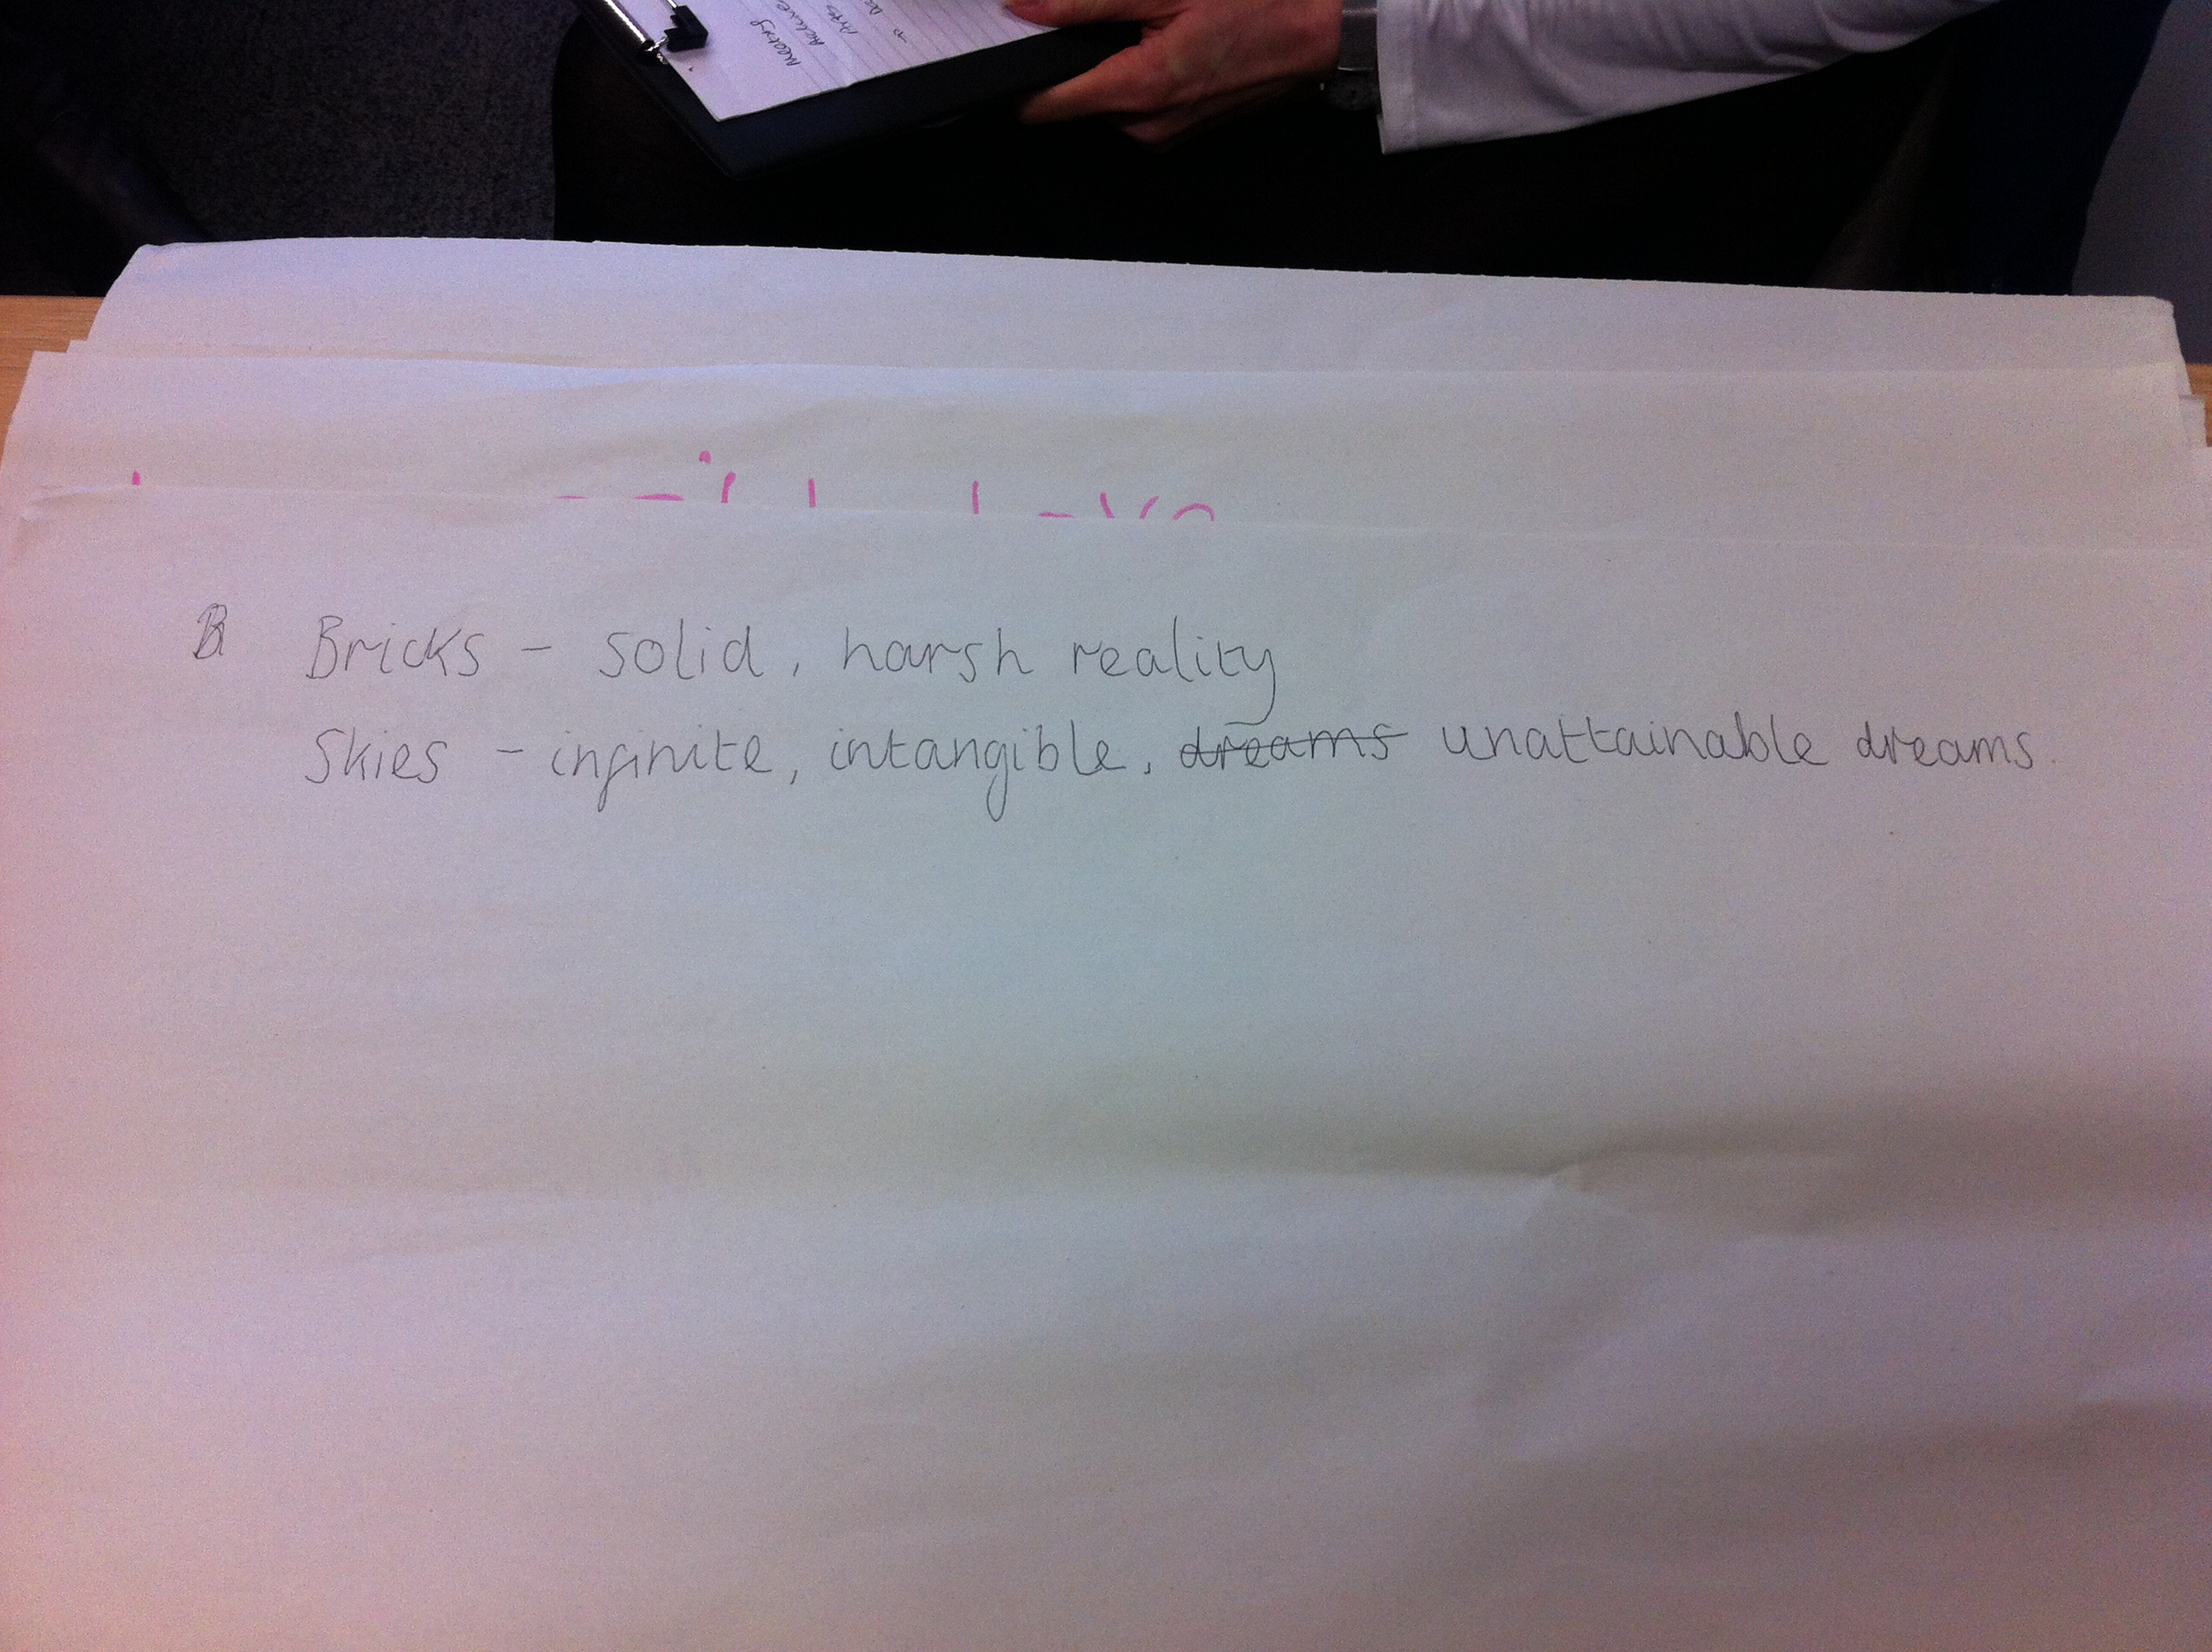 B Bricks - solid, harsh reality
Skies - infinite, intangible, dreams unattainable dreams.